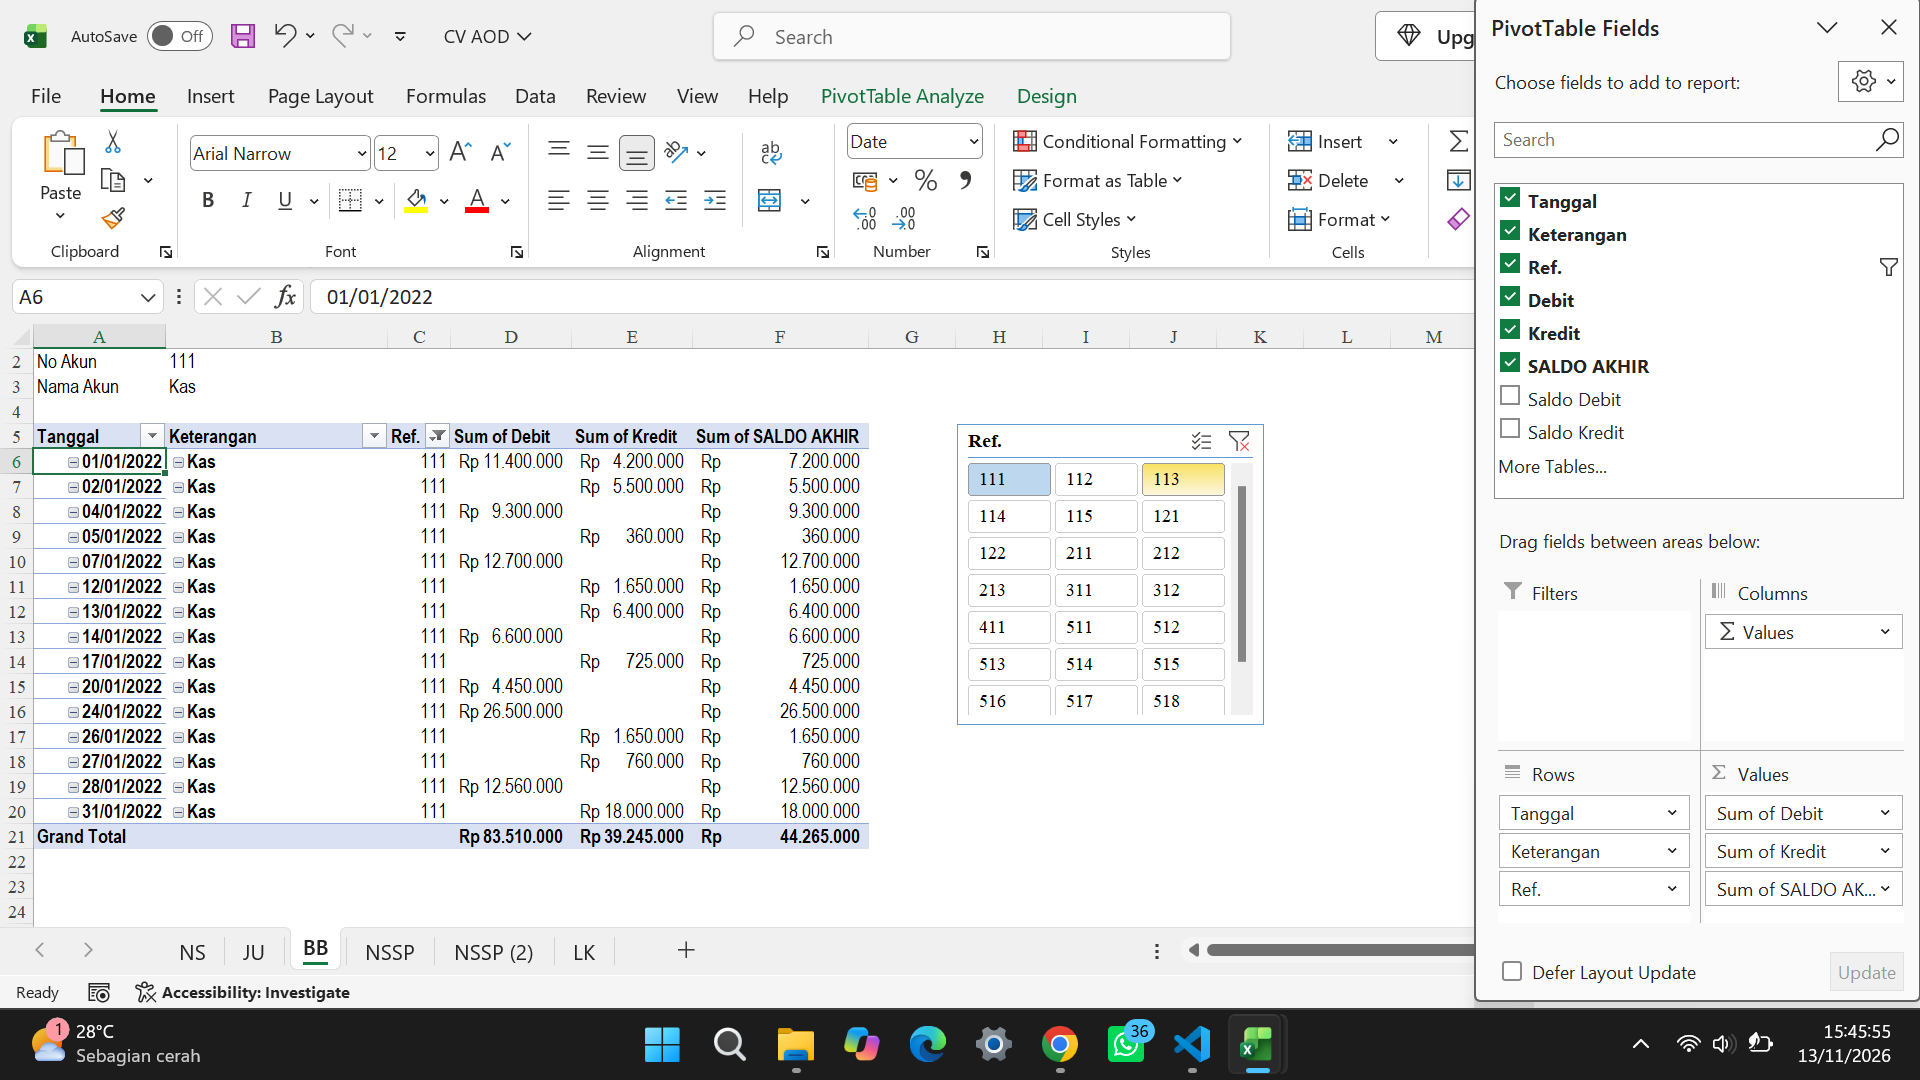 AutoSave Off CV AOD Search Upg
File Home Insert Page Layout Formulas Data Review View Help PivotTable Analyze Design
Paste
Arial Narrow 12
Date
Conditional Formatting
Format as Table
Cell Styles
Insert
Delete
Format
Clipboard Font Alignment Number Styles Cells
A6 fx 01/01/2022
A B C D E F G H I J K L M
2 No Akun 111
3 Nama Akun Kas
4
5 Tanggal Keterangan Ref. Sum of Debit Sum of Kredit Sum of SALDO AKHIR
6 01/01/2022 Kas 111 Rp 11.400.000 Rp 4.200.000 Rp 7.200.000
7 02/01/2022 Kas 111 Rp 5.500.000 Rp 5.500.000
8 04/01/2022 Kas 111 Rp 9.300.000 Rp 9.300.000
9 05/01/2022 Kas 111 Rp 360.000 Rp 360.000
10 07/01/2022 Kas 111 Rp 12.700.000 Rp 12.700.000
11 12/01/2022 Kas 111 Rp 1.650.000 Rp 1.650.000
12 13/01/2022 Kas 111 Rp 6.400.000 Rp 6.400.000
13 14/01/2022 Kas 111 Rp 6.600.000 Rp 6.600.000
14 17/01/2022 Kas 111 Rp 725.000 Rp 725.000
15 20/01/2022 Kas 111 Rp 4.450.000 Rp 4.450.000
16 24/01/2022 Kas 111 Rp 26.500.000 Rp 26.500.000
17 26/01/2022 Kas 111 Rp 1.650.000 Rp 1.650.000
18 27/01/2022 Kas 111 Rp 760.000 Rp 760.000
19 28/01/2022 Kas 111 Rp 12.560.000 Rp 12.560.000
20 31/01/2022 Kas 111 Rp 18.000.000 Rp 18.000.000
21 Grand Total Rp 83.510.000 Rp 39.245.000 Rp 44.265.000
22
23
24
Ref.
111 112 113
114 115 121
122 211 212
213 311 312
411 511 512
513 514 515
516 517 518
NS JU BB NSSP NSSP (2) LK
Ready Accessibility: Investigate
PivotTable Fields
Choose fields to add to report:
Search
Tanggal
Keterangan
Ref.
Debit
Kredit
SALDO AKHIR
Saldo Debit
Saldo Kredit
More Tables...
Drag fields between areas below:
Filters Columns
Values
Rows Values
Tanggal Sum of Debit
Keterangan Sum of Kredit
Ref. Sum of SALDO AK...
Defer Layout Update Update
1 28°C
Sebagian cerah
36
15:45:55
13/11/2026